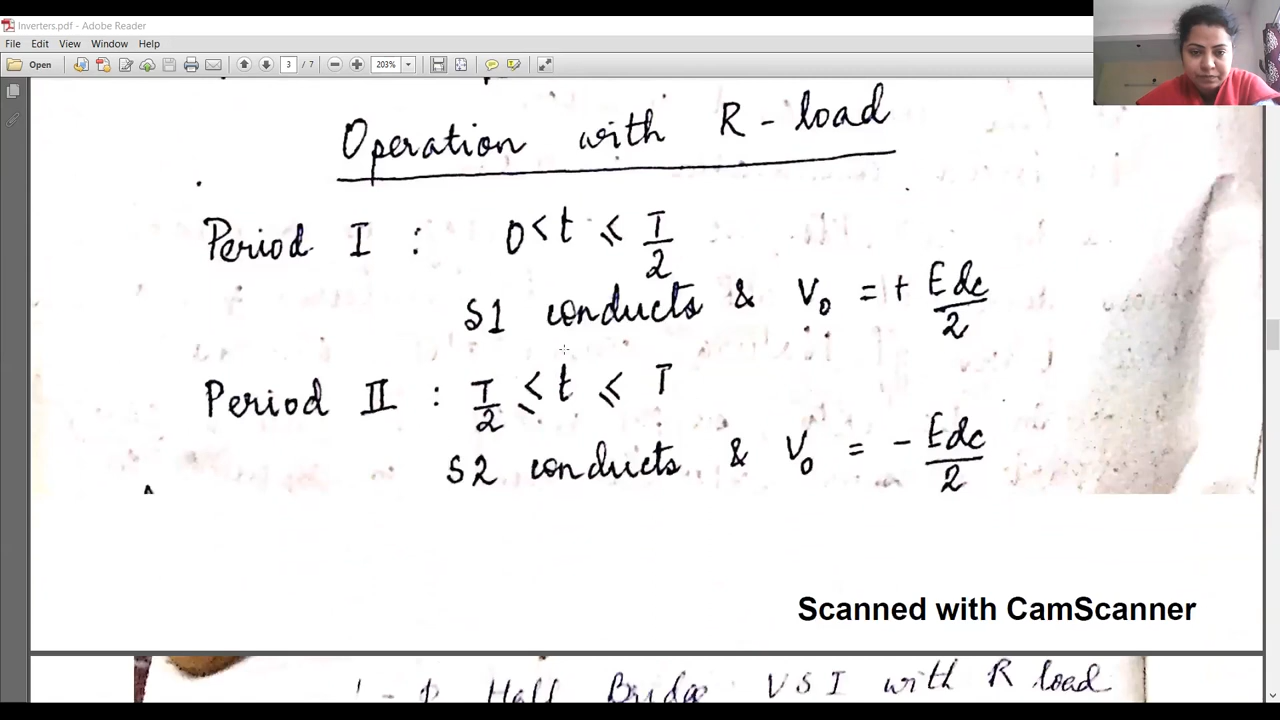 Inverters.pdf - Adobe Reader
File Edit View Window Help
Open 3 / 7 203%
Operation with R - load
Period I : 0 < t ⩽ T/2
S1 conducts & V₀ = + Edc/2
Period II : T/2 ⩽ t ⩽ T
S2 conducts & V₀ = - Edc/2
Scanned with CamScanner
1 - φ Half Bridge VSI with R load